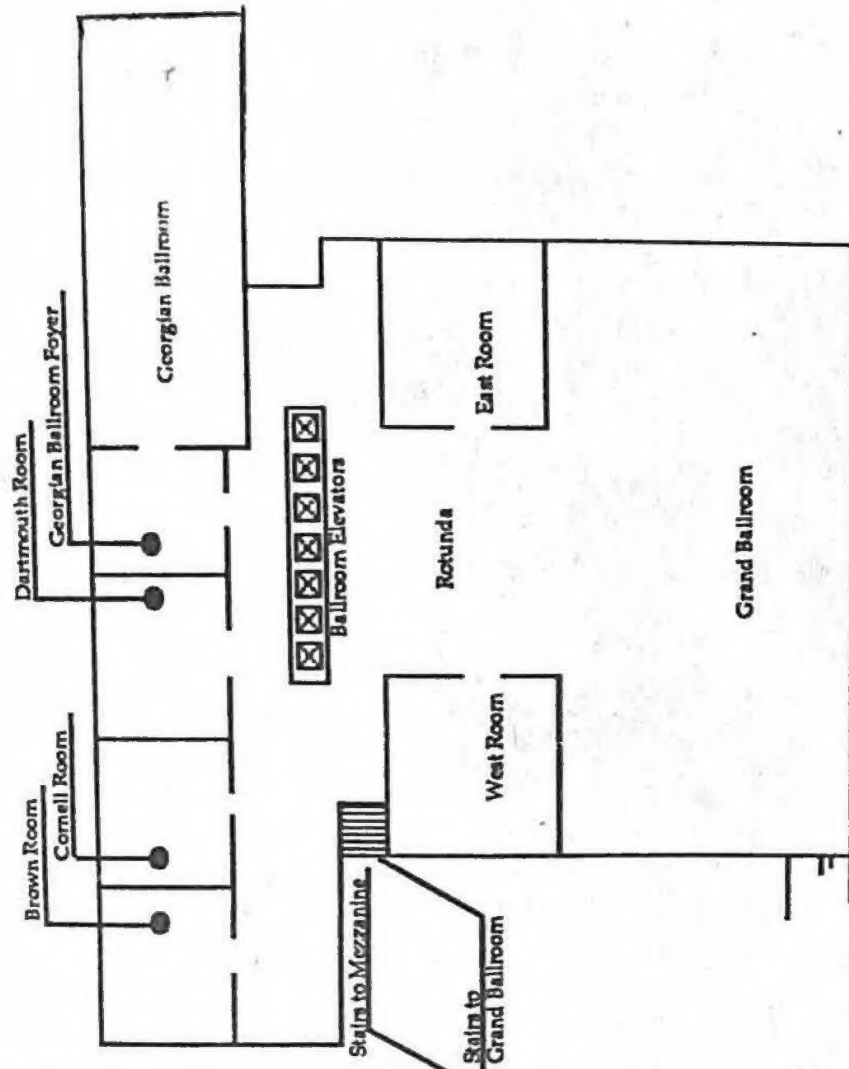 Georgian Ballroom
Georgian Ballroom Foyer
Dartmouth Room
Cornell Room
Brown Room
Ballroom Elevators
East Room
Rotunda
West Room
Grand Ballroom
Stairs to Mezzanine
Stairs to
Grand Ballroom